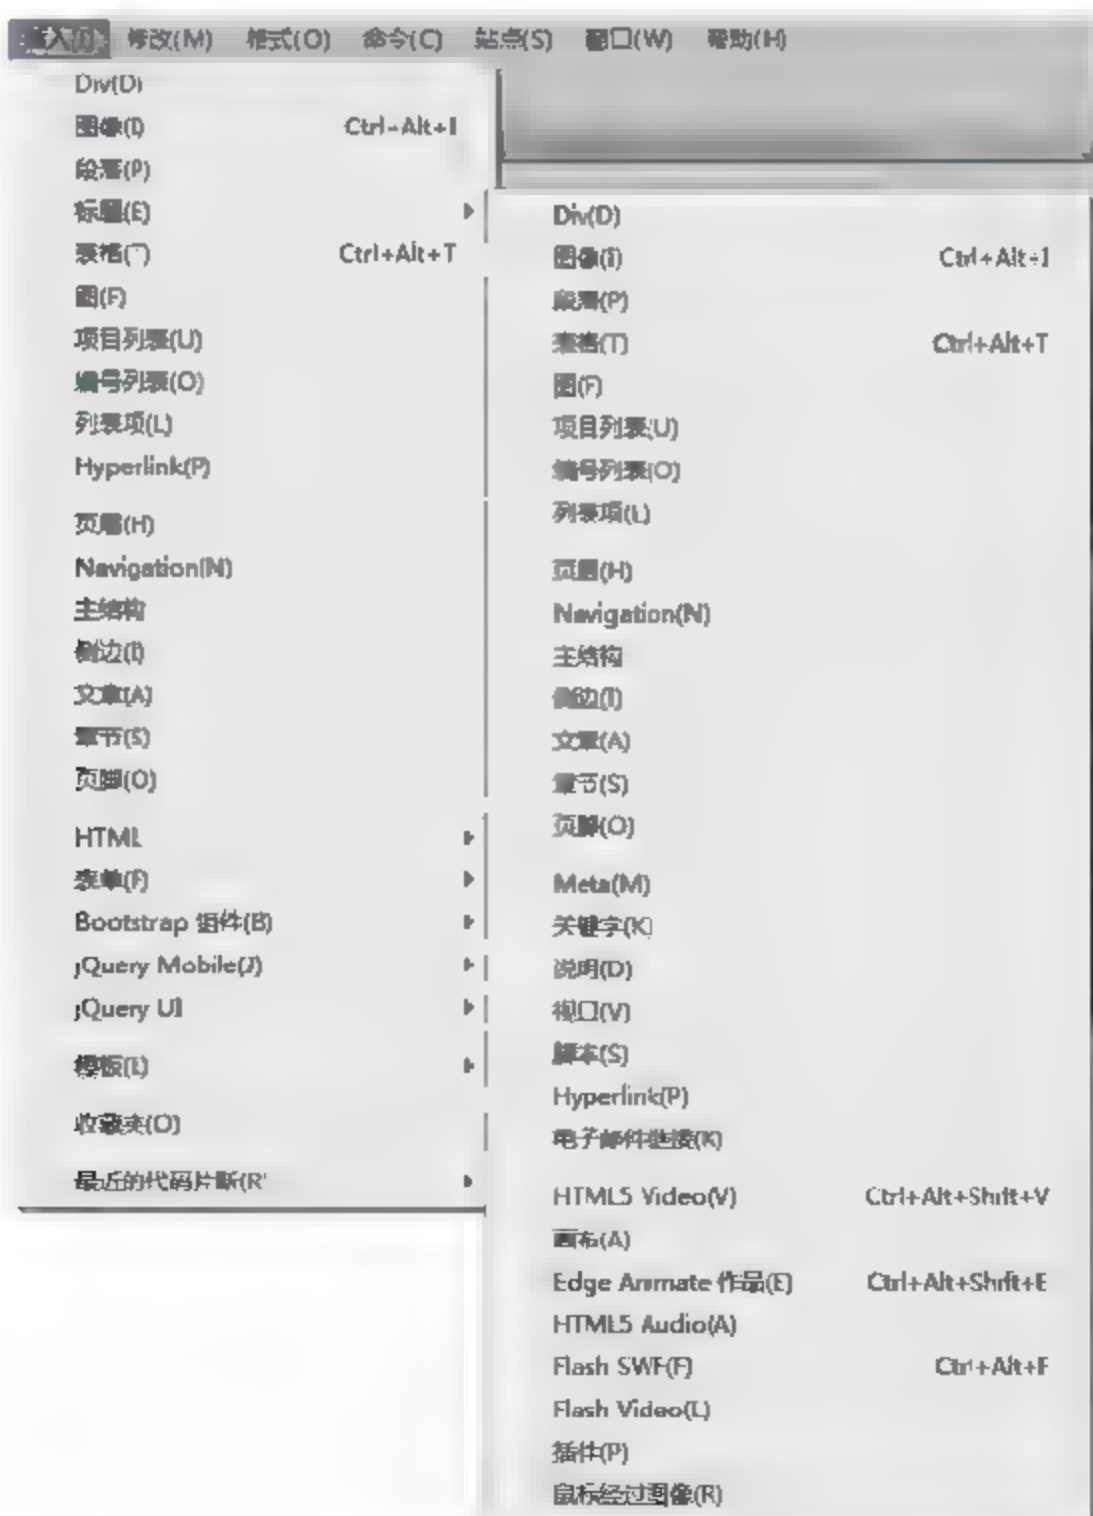 插入(I) 修改(M) 格式(O) 命令(C) 站点(S) 窗口(W) 帮助(H)
Div(D)
图像(I) Ctrl+Alt+I
段落(P)
标题(E)
表格(T) Ctrl+Alt+T
图(F)
项目列表(U)
编号列表(O)
列表项(L)
Hyperlink(P)
页眉(H)
Navigation(N)
主结构
侧边(I)
文章(A)
章节(S)
页脚(O)
HTML
表单(F)
Bootstrap 组件(B)
jQuery Mobile(J)
jQuery UI
模板(L)
收藏夹(O)
最近的代码片断(R)
Div(D)
图像(I) Ctrl+Alt+I
段落(P)
表格(T) Ctrl+Alt+T
图(F)
项目列表(U)
编号列表(O)
列表项(L)
页眉(H)
Navigation(N)
主结构
侧边(I)
文章(A)
章节(S)
页脚(O)
Meta(M)
关键字(K)
说明(D)
视口(V)
脚本(S)
Hyperlink(P)
电子邮件链接(K)
HTML5 Video(V) Ctrl+Alt+Shift+V
画布(A)
Edge Animate 作品(E) Ctrl+Alt+Shift+E
HTML5 Audio(A)
Flash SWF(F) Ctrl+Alt+F
Flash Video(L)
插件(P)
鼠标经过图像(R)